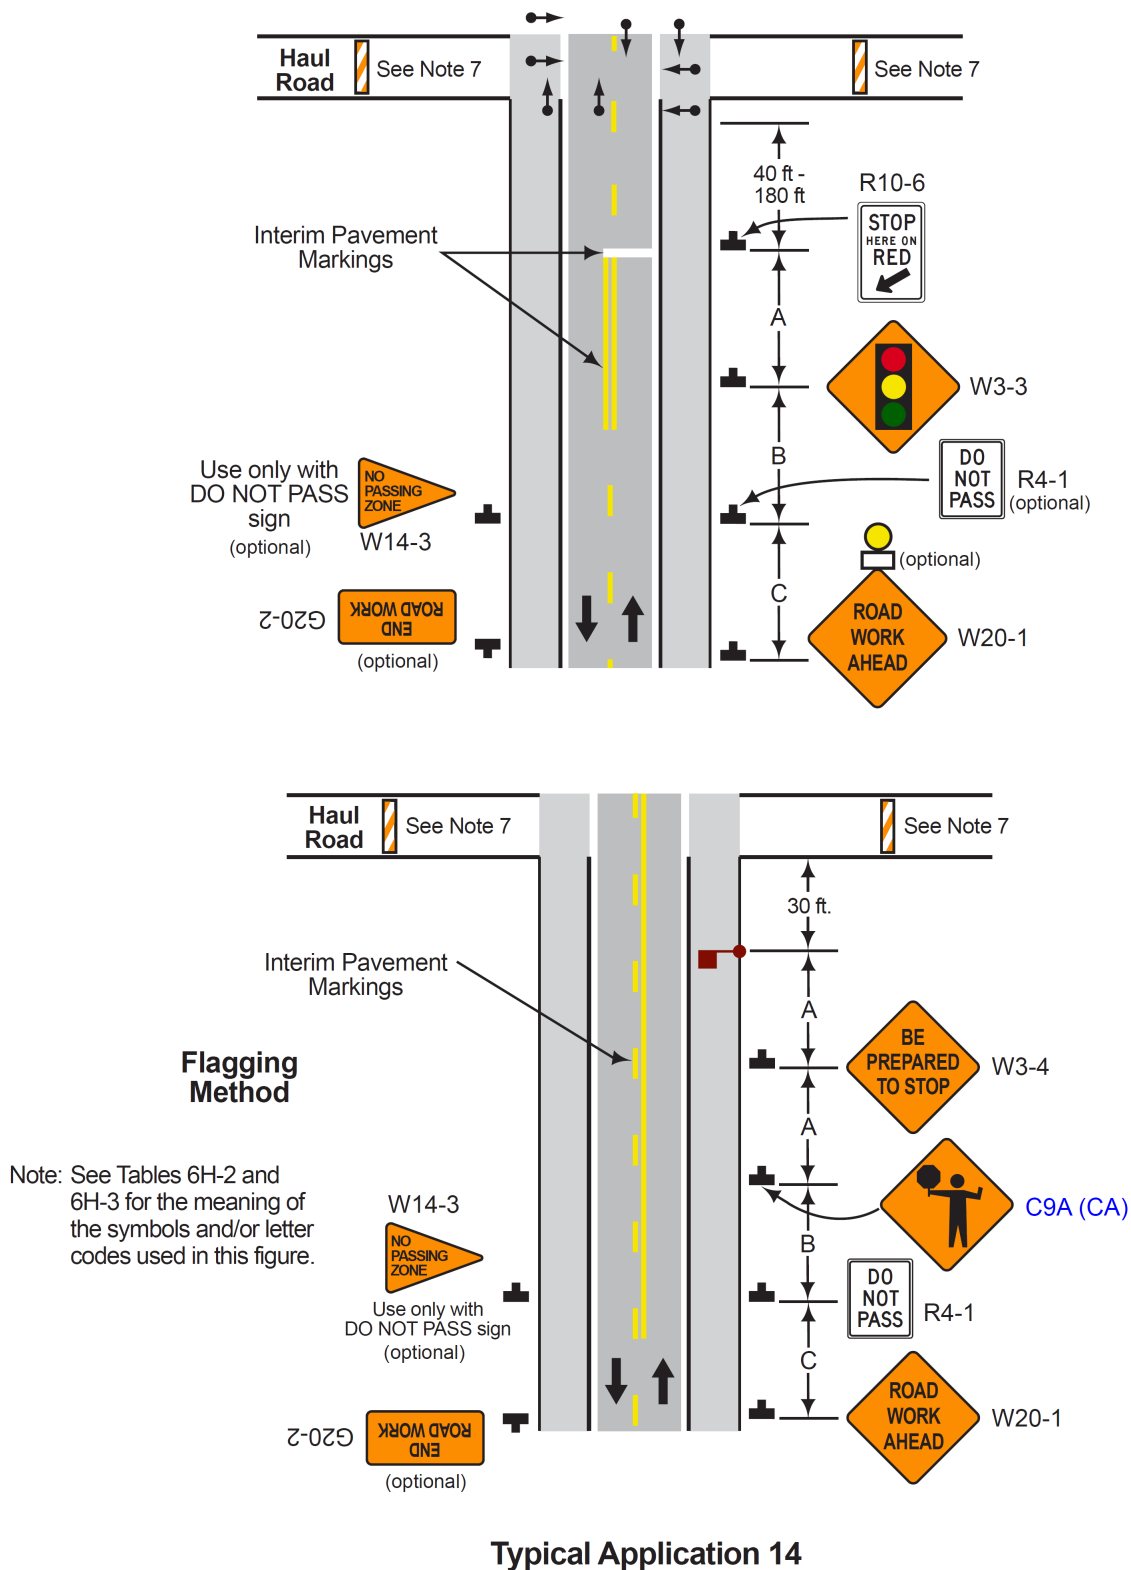 Haul
Road
See Note 7
See Note 7
40 ft -
180 ft
R10-6
STOP
HERE ON
RED
Interim Pavement
Markings
A
W3-3
B
DO
NOT
PASS
R4-1
(optional)
Use only with
DO NOT PASS
sign
(optional)
NO
PASSING
ZONE
W14-3
(optional)
C
ROAD
WORK
AHEAD
W20-1
G20-2
END
ROAD WORK
(optional)
Haul
Road
See Note 7
See Note 7
30 ft.
Interim Pavement
Markings
A
BE
PREPARED
TO STOP
W3-4
Flagging
Method
A
C9A (CA)
Note: See Tables 6H-2 and
6H-3 for the meaning of
the symbols and/or letter
codes used in this figure.
W14-3
NO
PASSING
ZONE
Use only with
DO NOT PASS sign
(optional)
B
DO
NOT
PASS
R4-1
C
ROAD
WORK
AHEAD
W20-1
G20-2
END
ROAD WORK
(optional)
Typical Application 14